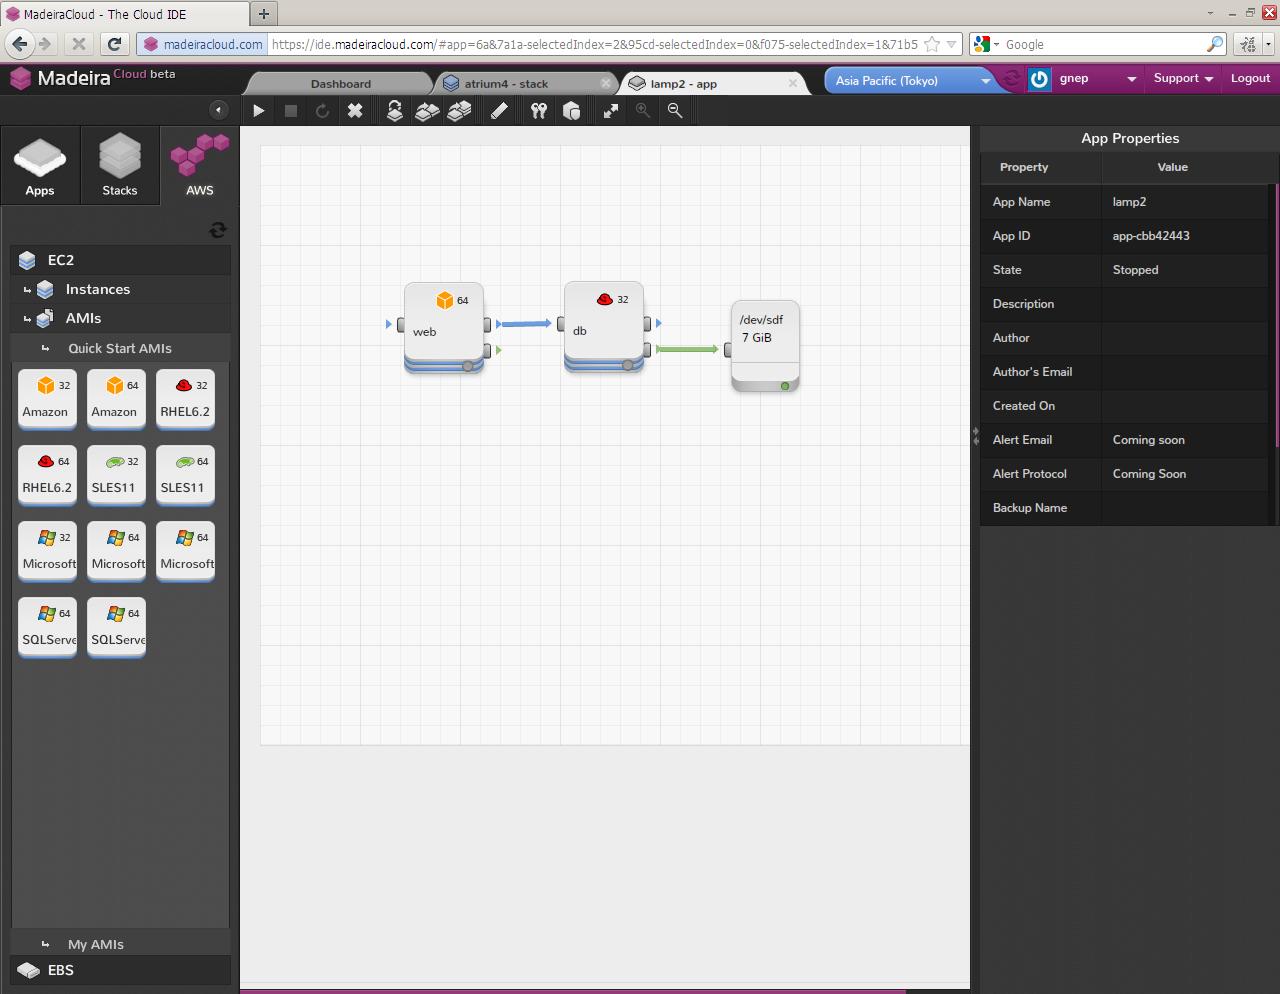 MadeiraCloud - The Cloud IDE
madeiracloud.com
https://ide.madeiracloud.com/#app=6a&7a1a-selectedIndex=2&95cd-selectedIndex=0&f075-selectedIndex=1&71b5
Google
Madeira Cloud beta
Dashboard
atrium4 - stack
lamp2 - app
Asia Pacific (Tokyo)
gnep
Support
Logout
Apps
Stacks
AWS
EC2
Instances
AMIs
Quick Start AMIs
32
Amazon
64
Amazon
32
RHEL6.2
64
RHEL6.2
32
SLES11
64
SLES11
32
Microsoft
64
Microsoft
64
Microsoft
64
SQLServe
64
SQLServe
My AMIs
EBS
64
web
32
db
/dev/sdf
7 GiB
App Properties
Property Value
App Name lamp2
App ID app-cbb42443
State Stopped
Description
Author
Author's Email
Created On
Alert Email Coming soon
Alert Protocol Coming Soon
Backup Name